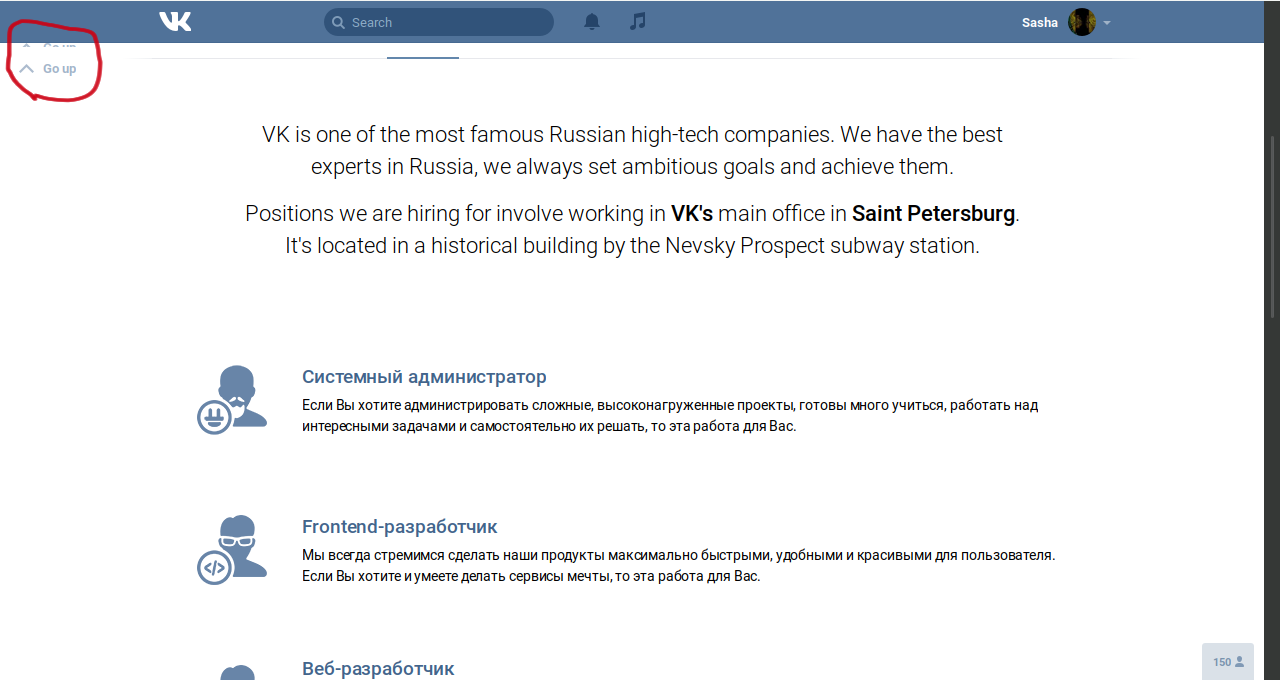 VK
Search
Sasha
Go up
Go up
VK is one of the most famous Russian high-tech companies. We have the best
experts in Russia, we always set ambitious goals and achieve them.
Positions we are hiring for involve working in VK's main office in Saint Petersburg.
It's located in a historical building by the Nevsky Prospect subway station.
Системный администратор
Если Вы хотите администрировать сложные, высоконагруженные проекты, готовы много учиться, работать над
интересными задачами и самостоятельно их решать, то эта работа для Вас.
Frontend-разработчик
</>
Мы всегда стремимся сделать наши продукты максимально быстрыми, удобными и красивыми для пользователя.
Если Вы хотите и умеете делать сервисы мечты, то эта работа для Вас.
Веб-разработчик
150